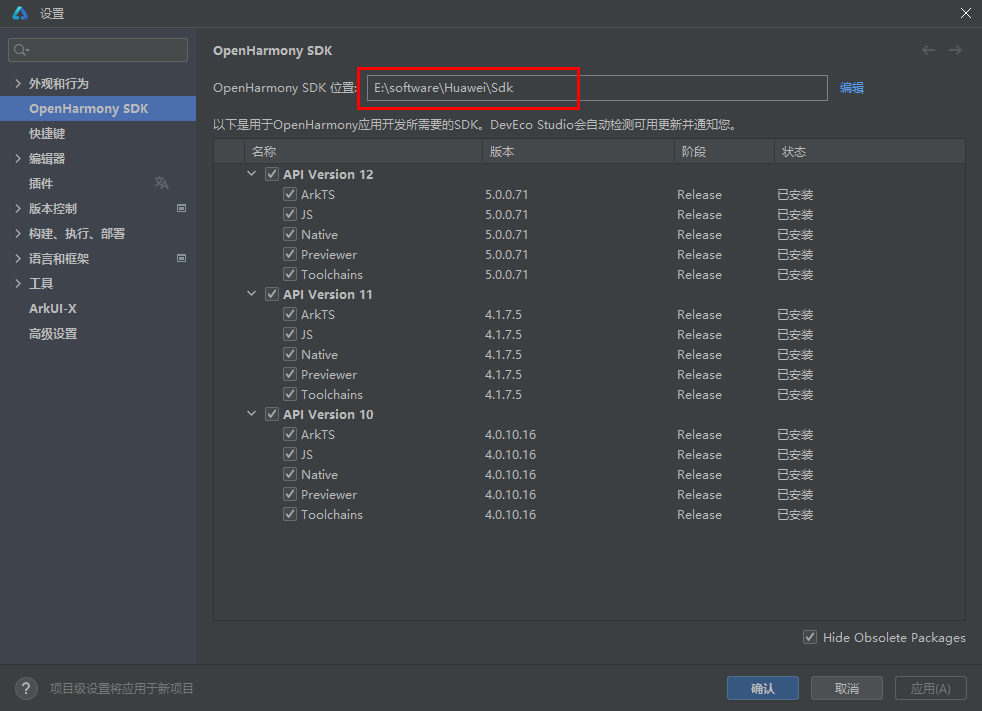 设置
外观和行为
OpenHarmony SDK
快捷键
编辑器
插件
版本控制
构建、执行、部署
语言和框架
工具
ArkUI-X
高级设置
OpenHarmony SDK
OpenHarmony SDK 位置: E:\software\Huawei\Sdk 编辑
以下是用于OpenHarmony应用开发所需要的SDK。DevEco Studio会自动检测可用更新并通知您。
名称 版本 阶段 状态
API Version 12
ArkTS 5.0.0.71 Release 已安装
JS 5.0.0.71 Release 已安装
Native 5.0.0.71 Release 已安装
Previewer 5.0.0.71 Release 已安装
Toolchains 5.0.0.71 Release 已安装
API Version 11
ArkTS 4.1.7.5 Release 已安装
JS 4.1.7.5 Release 已安装
Native 4.1.7.5 Release 已安装
Previewer 4.1.7.5 Release 已安装
Toolchains 4.1.7.5 Release 已安装
API Version 10
ArkTS 4.0.10.16 Release 已安装
JS 4.0.10.16 Release 已安装
Native 4.0.10.16 Release 已安装
Previewer 4.0.10.16 Release 已安装
Toolchains 4.0.10.16 Release 已安装
Hide Obsolete Packages
? 项目级设置将应用于新项目
确认 取消 应用(A)